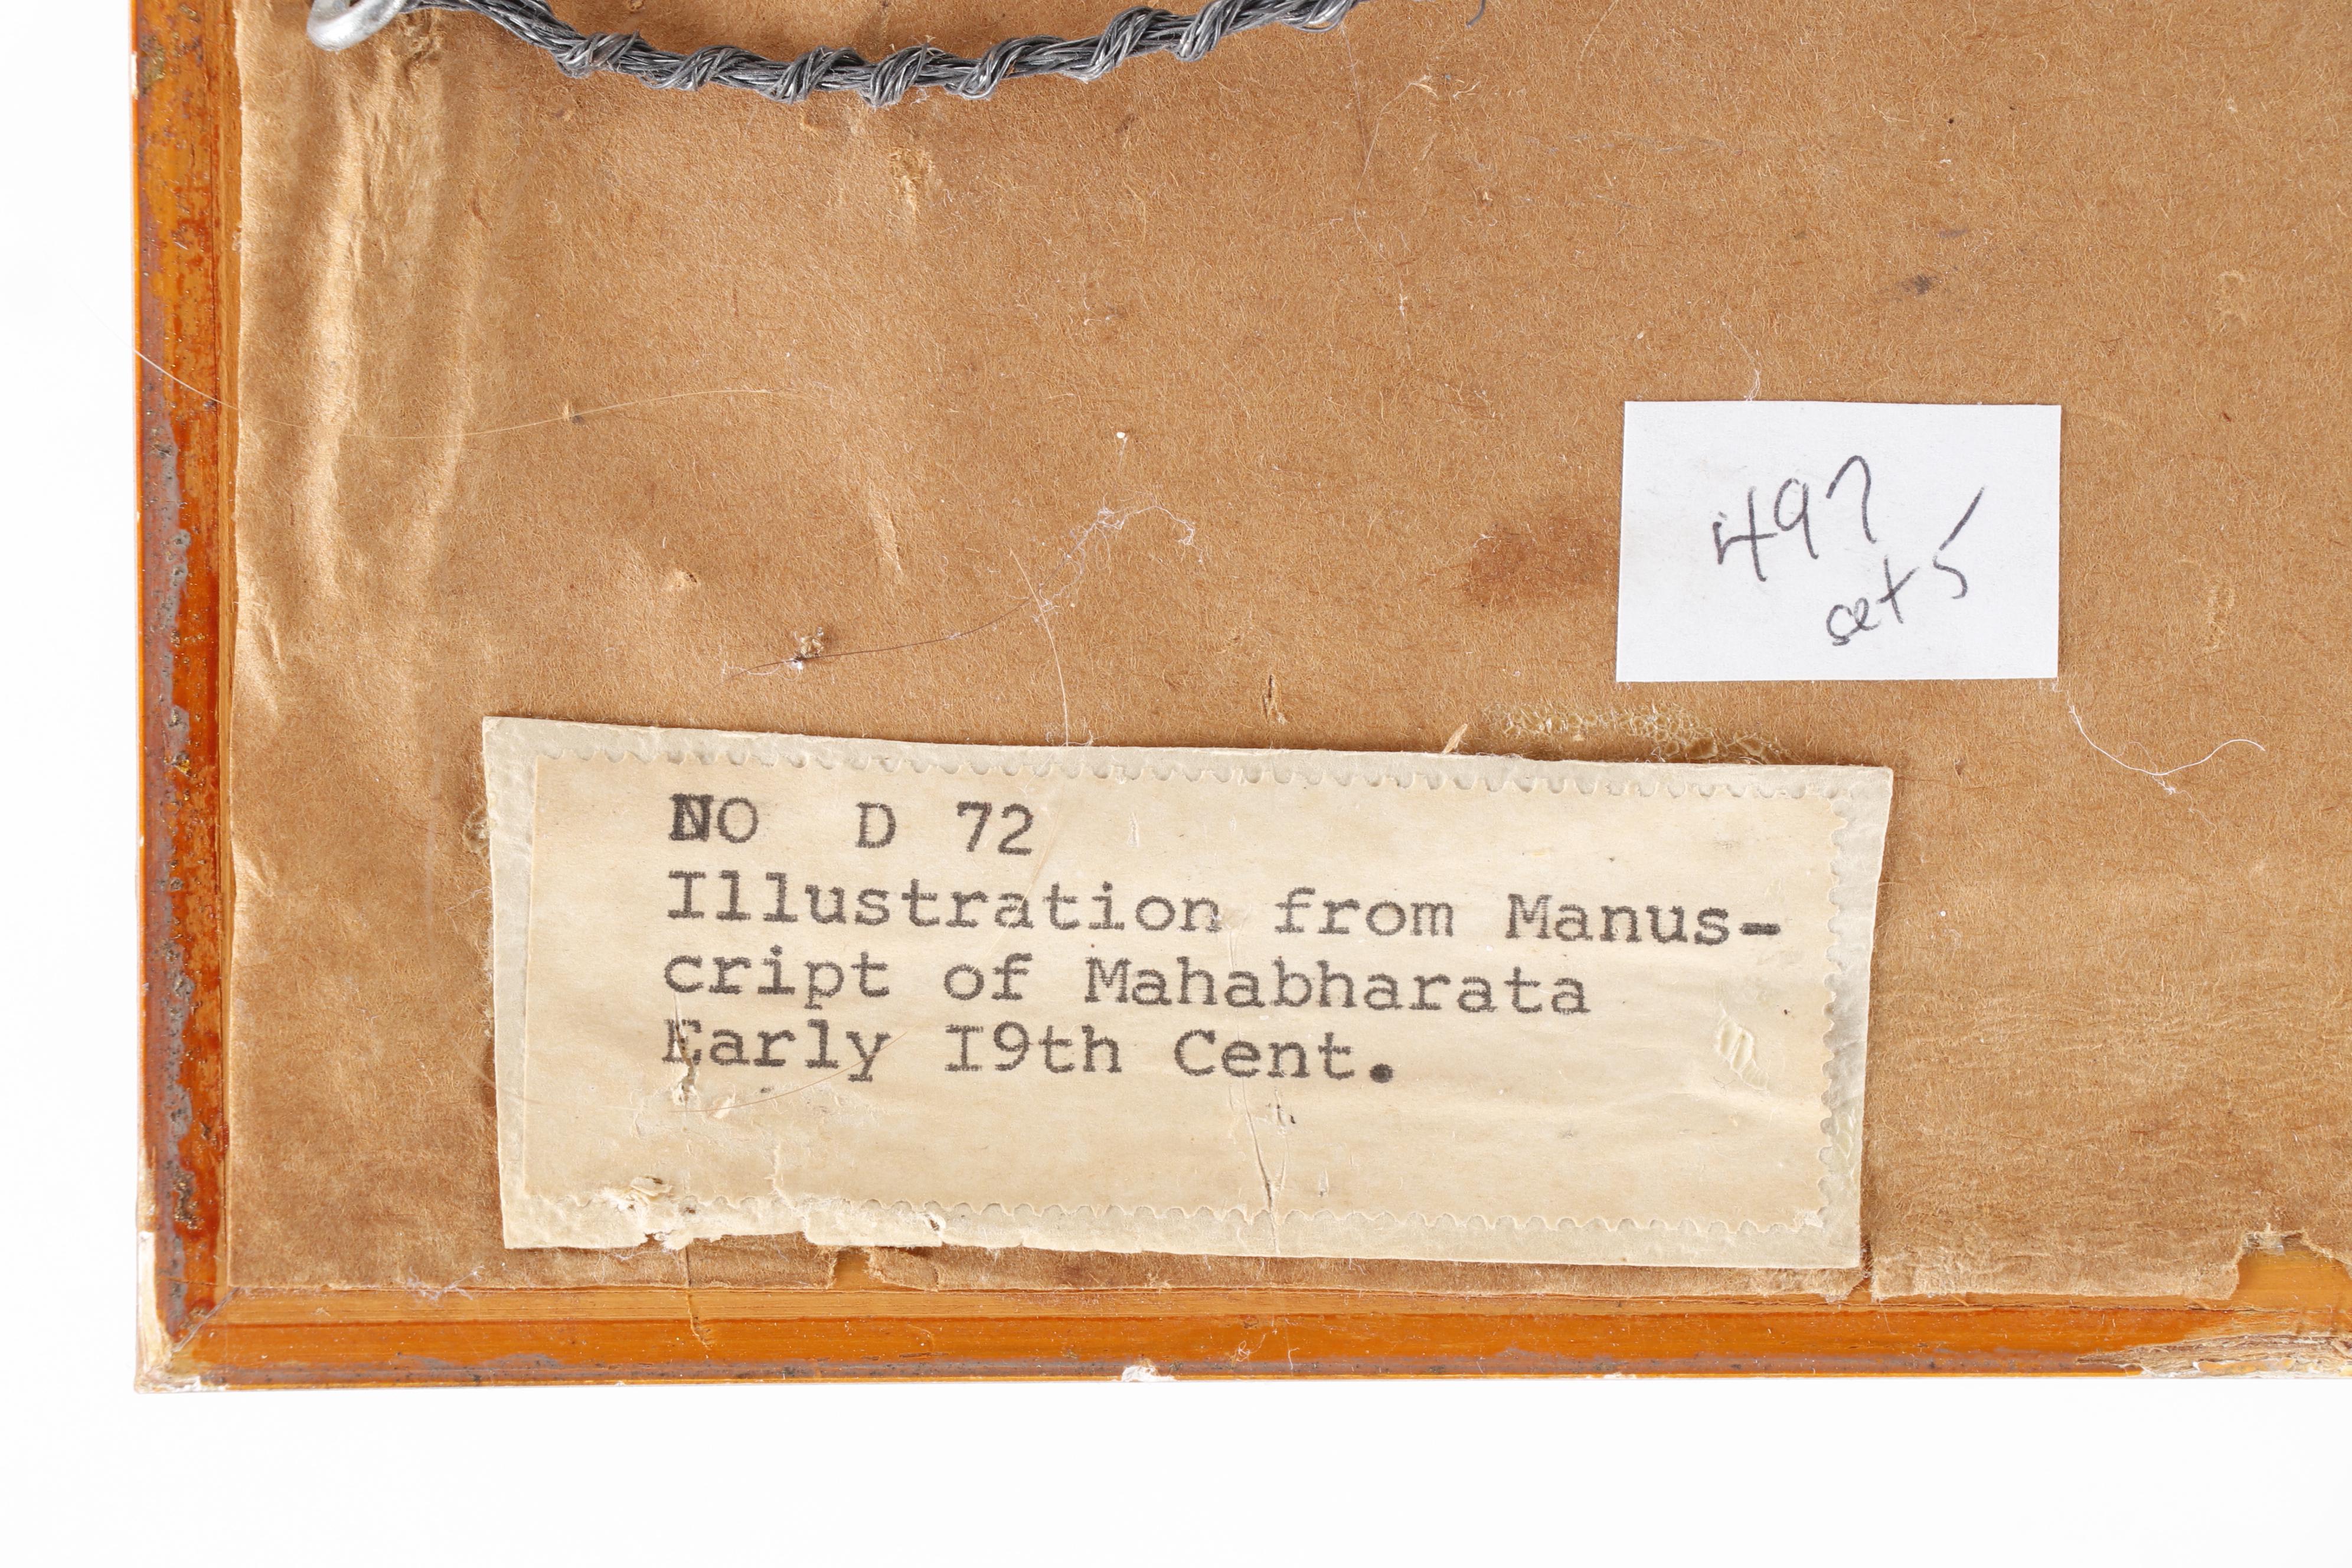 497
set 5
NO D 72
Illustration from Manus-
cript of Mahabharata
Early I9th Cent.